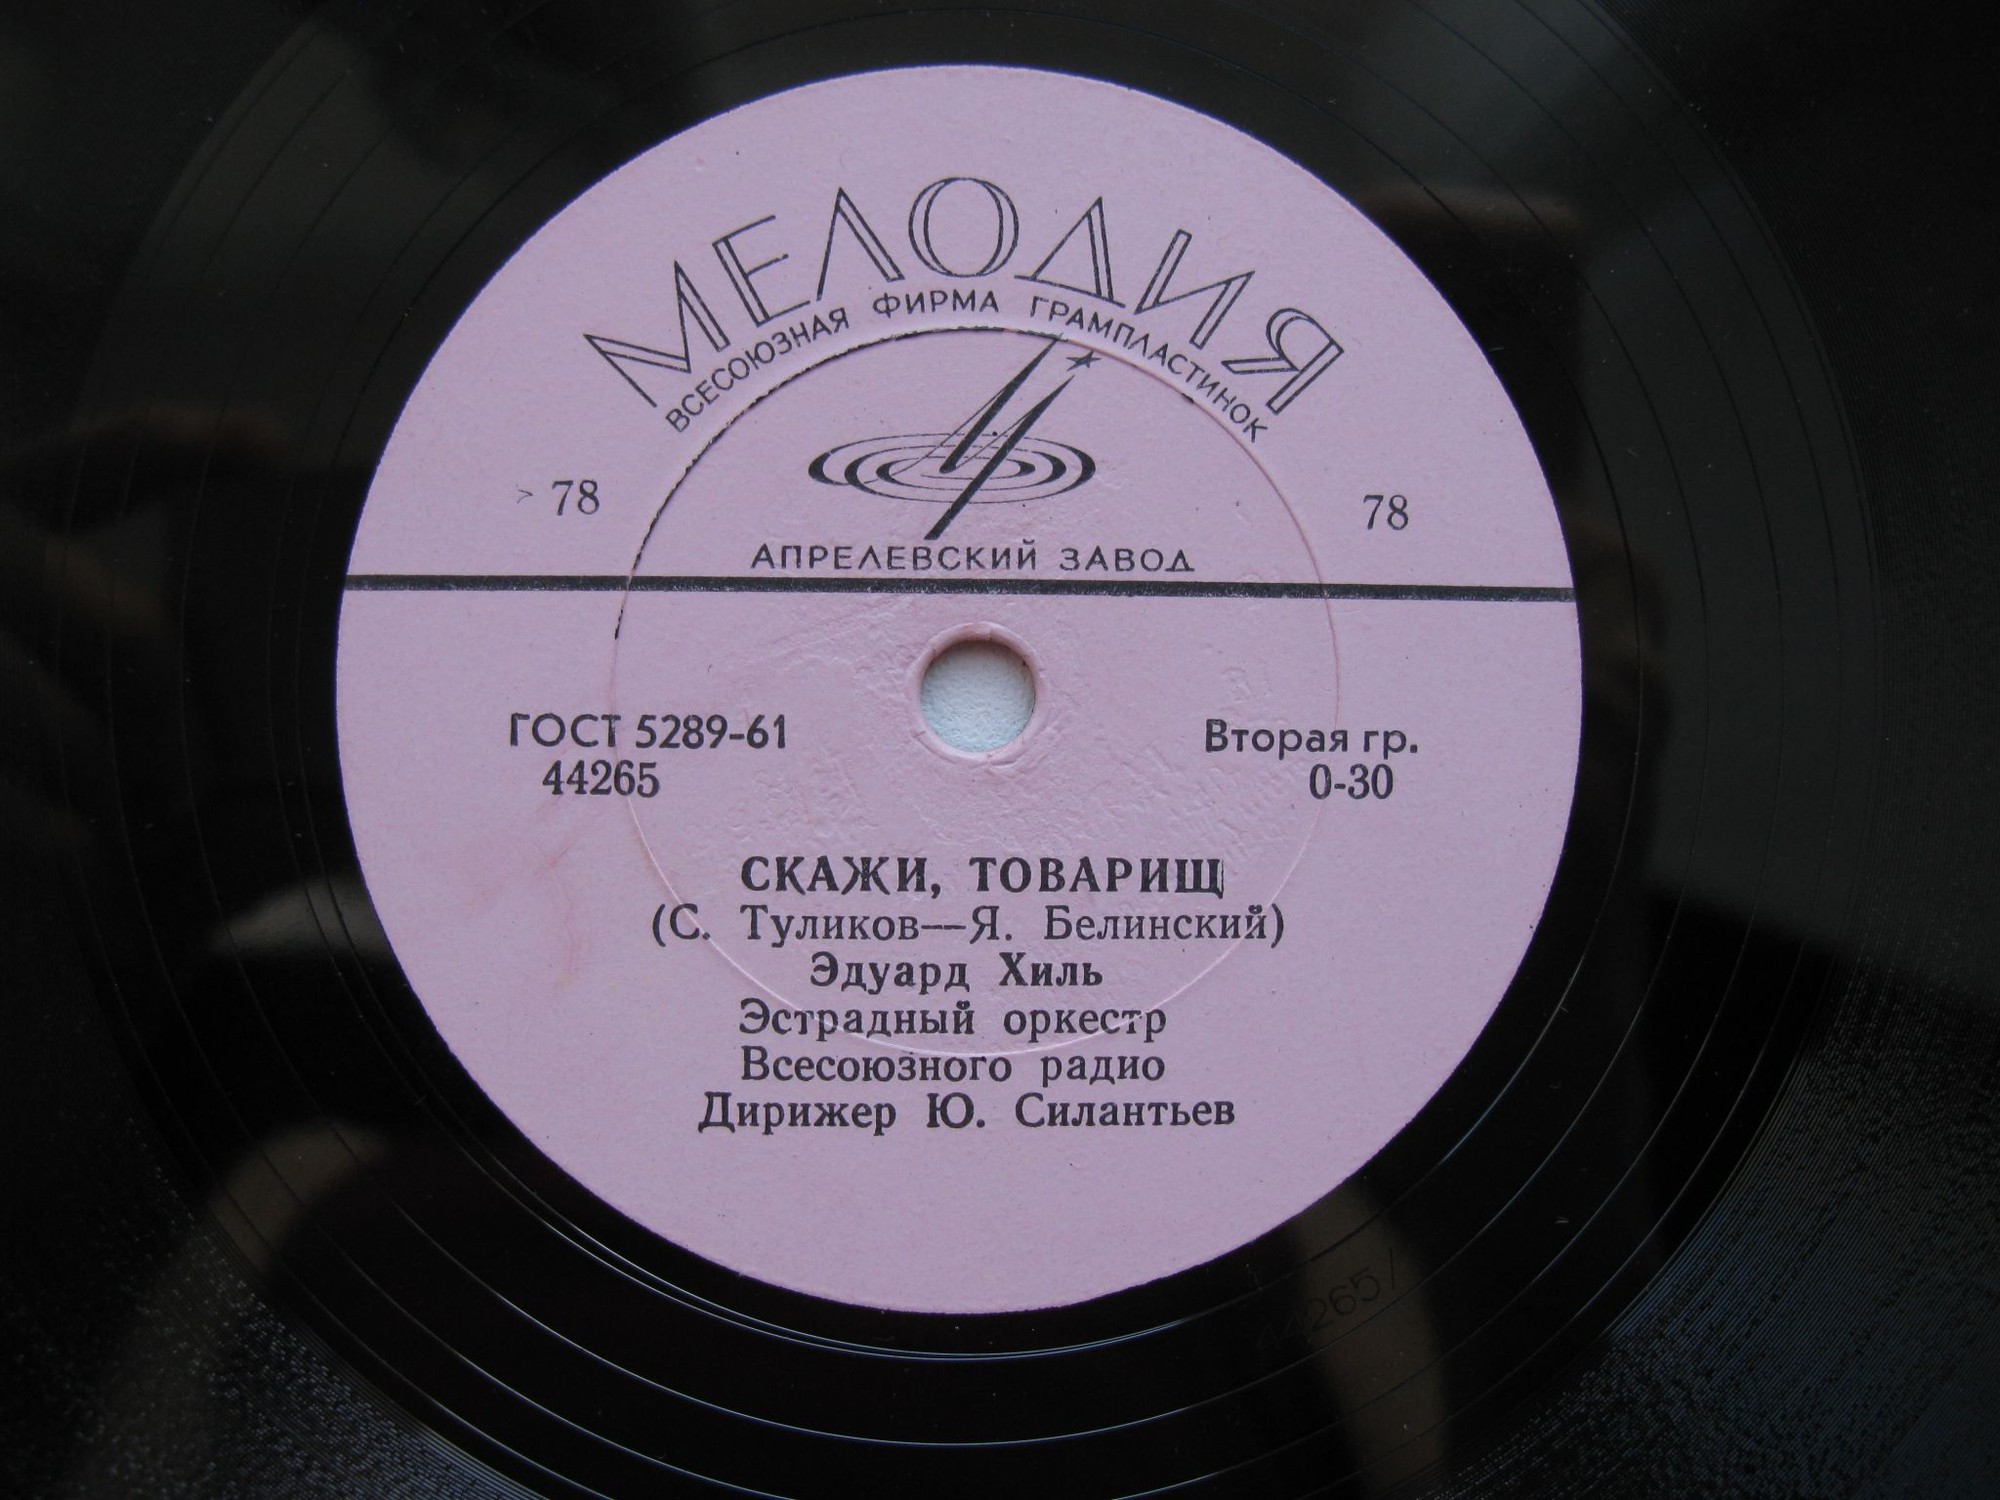 МЕЛОДИЯ
ВСЕСОЮЗНАЯ ФИРМА ГРАМПЛАСТИНОК
78 78
АПРЕЛЕВСКИЙ ЗАВОД
ГОСТ 5289-61 Вторая гр.
44265 0-30
СКАЖИ, ТОВАРИЩ
(С. Туликов—Я. Белинский)
Эдуард Хиль
Эстрадный оркестр
Всесоюзного радио
Дирижер Ю. Силантьев
44265/